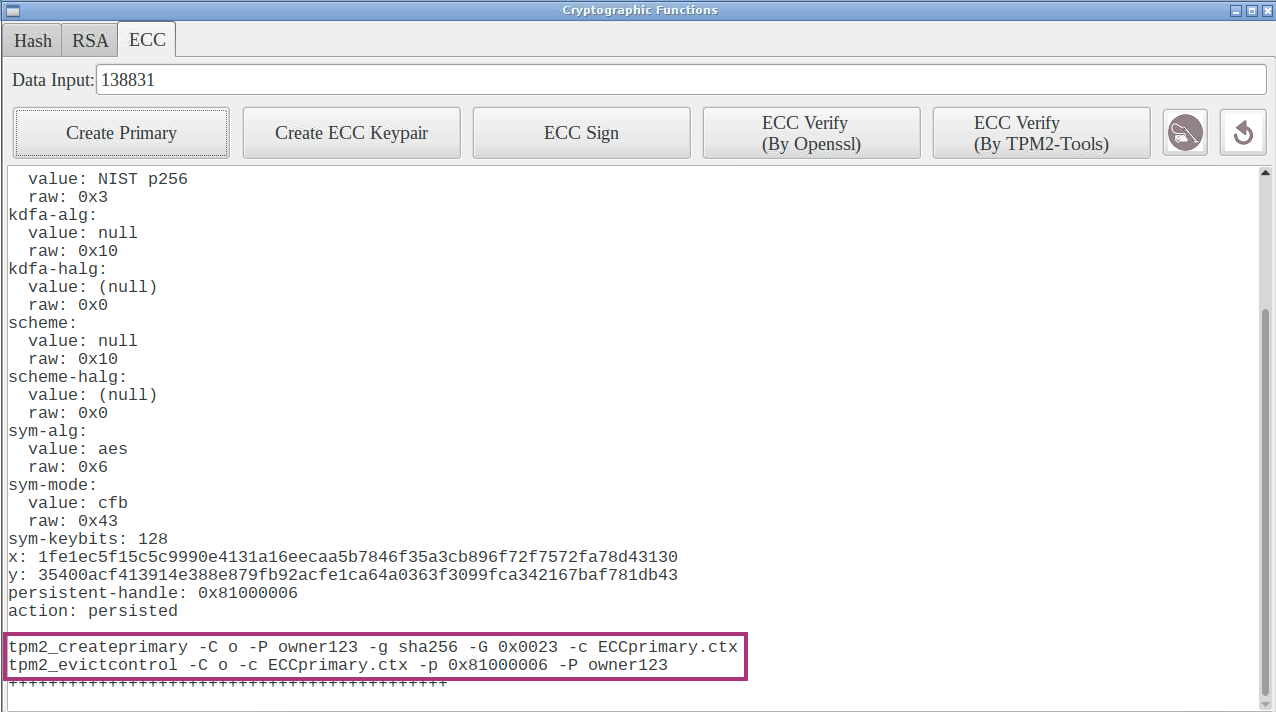 Cryptographic Functions
Hash RSA ECC
Data Input: 138831
Create Primary
Create ECC Keypair
ECC Sign
ECC Verify
(By Openssl)
ECC Verify
(By TPM2-Tools)
value: NIST p256
raw: 0x3
kdfa-alg:
value: null
raw: 0x10
kdfa-halg:
value: (null)
raw: 0x0
scheme:
value: null
raw: 0x10
scheme-halg:
value: (null)
raw: 0x0
sym-alg:
value: aes
raw: 0x6
sym-mode:
value: cfb
raw: 0x43
sym-keybits: 128
x: 1fe1ec5f15c5c9990e4131a16eecaa5b7846f35a3cb896f72f7572fa78d43130
y: 35400acf413914e388e879fb92acfe1ca64a0363f3099fca342167baf781db43
persistent-handle: 0x81000006
action: persisted
tpm2_createprimary -C o -P owner123 -g sha256 -G 0x0023 -c ECCprimary.ctx
tpm2_evictcontrol -C o -c ECCprimary.ctx -p 0x81000006 -P owner123
++++++++++++++++++++++++++++++++++++++++++++